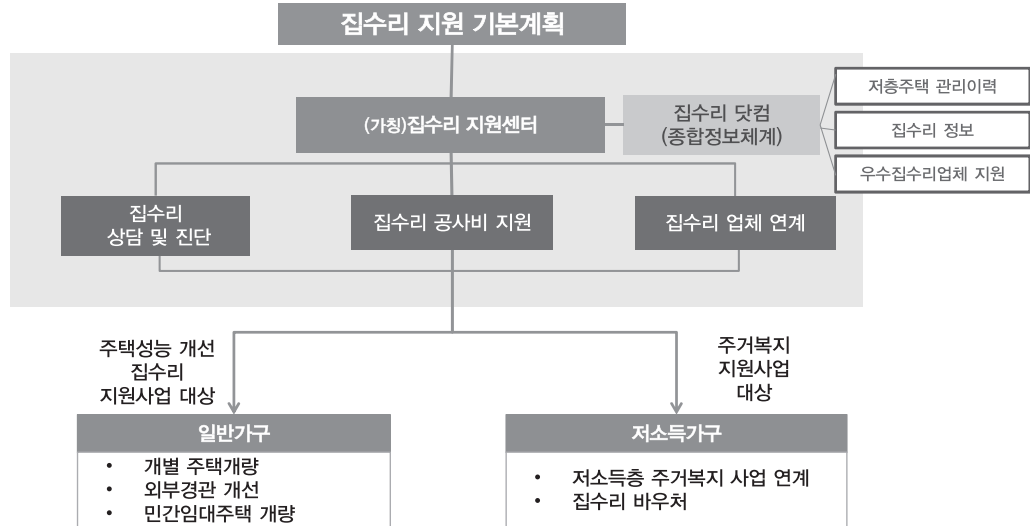 집수리 지원 기본계획
(가칭)집수리 지원센터
집수리 닷컴
(종합정보체계)
저층주택 관리이력
집수리 정보
우수집수리업체 지원
집수리
상담 및 진단
집수리 공사비 지원
집수리 업체 연계
주택성능 개선
집수리
지원사업 대상
주거복지
지원사업
대상
일반가구
• 개별 주택개량
• 외부경관 개선
• 민간임대주택 개량
저소득가구
• 저소득층 주거복지 사업 연계
• 집수리 바우처